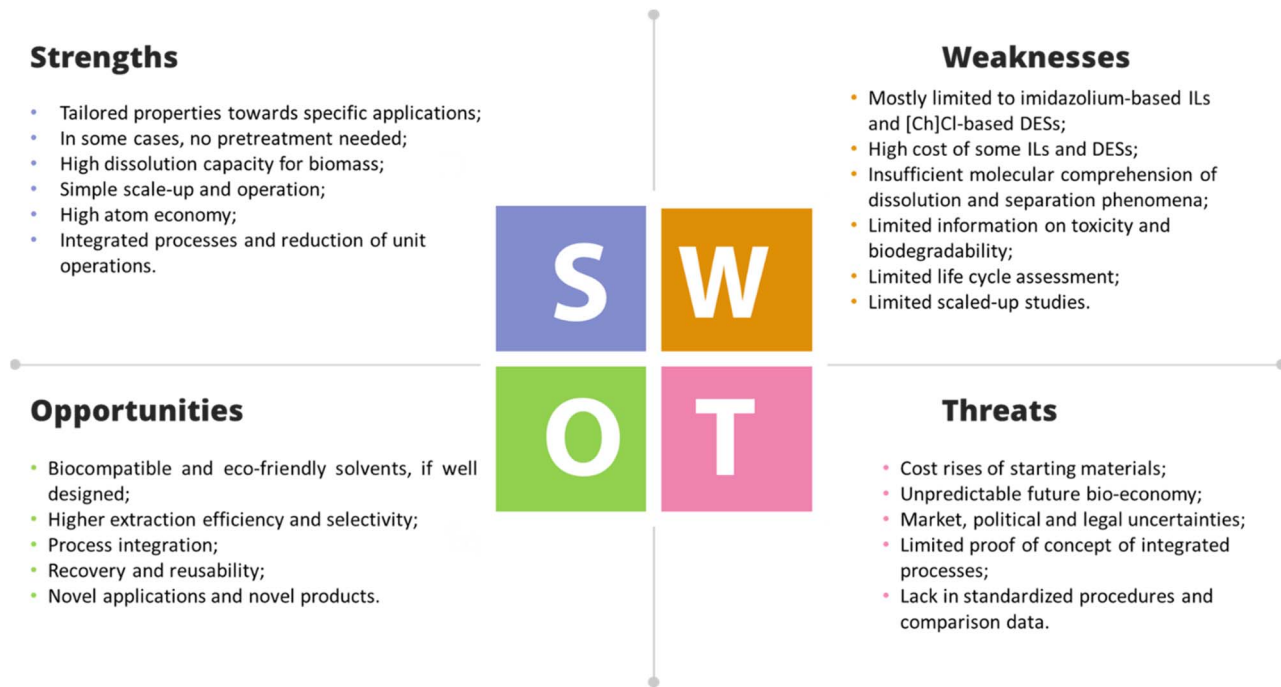 Strengths
• Tailored properties towards specific applications;
• In some cases, no pretreatment needed;
• High dissolution capacity for biomass;
• Simple scale-up and operation;
• High atom economy;
• Integrated processes and reduction of unit
operations.
Weaknesses
• Mostly limited to imidazolium-based ILs
and [Ch]Cl-based DESs;
• High cost of some ILs and DESs;
• Insufficient molecular comprehension of
dissolution and separation phenomena;
• Limited information on toxicity and
biodegradability;
• Limited life cycle assessment;
• Limited scaled-up studies.
S
W
O
T
Opportunities
• Biocompatible and eco-friendly solvents, if well
designed;
• Higher extraction efficiency and selectivity;
• Process integration;
• Recovery and reusability;
• Novel applications and novel products.
Threats
• Cost rises of starting materials;
• Unpredictable future bio-economy;
• Market, political and legal uncertainties;
• Limited proof of concept of integrated
processes;
• Lack in standardized procedures and
comparison data.